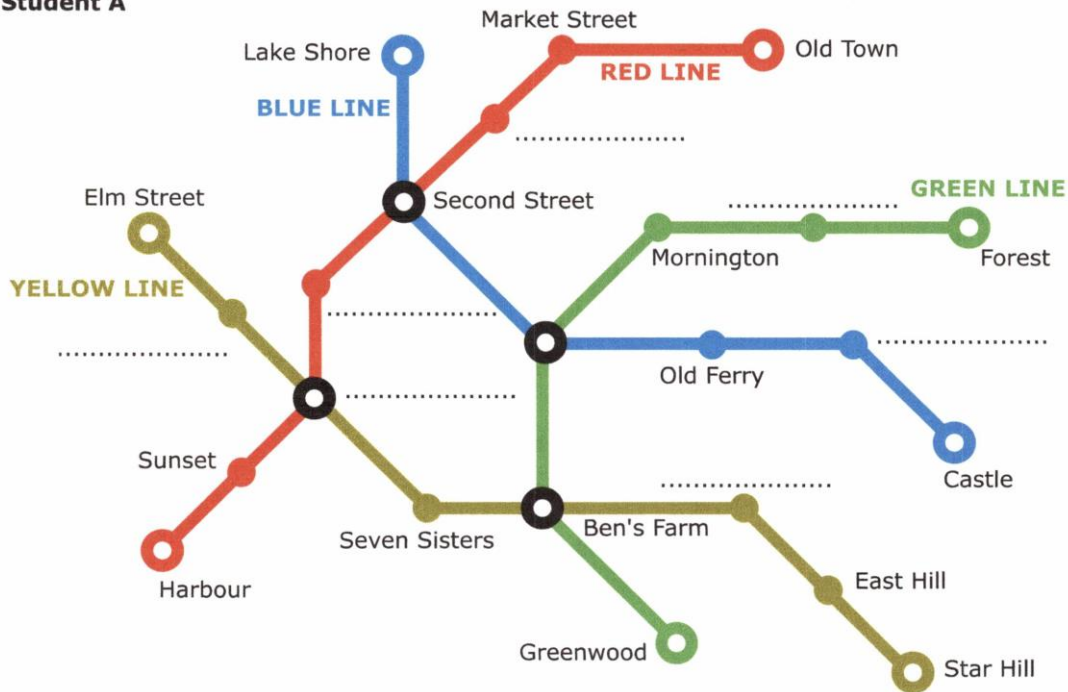 Student A
Market Street
Lake Shore
Old Town
RED LINE
BLUE LINE
....................
Second Street
Elm Street
GREEN LINE
....................
Mornington
Forest
YELLOW LINE
....................
....................
....................
Old Ferry
....................
Sunset
Castle
....................
Seven Sisters
Ben's Farm
Harbour
East Hill
Greenwood
Star Hill